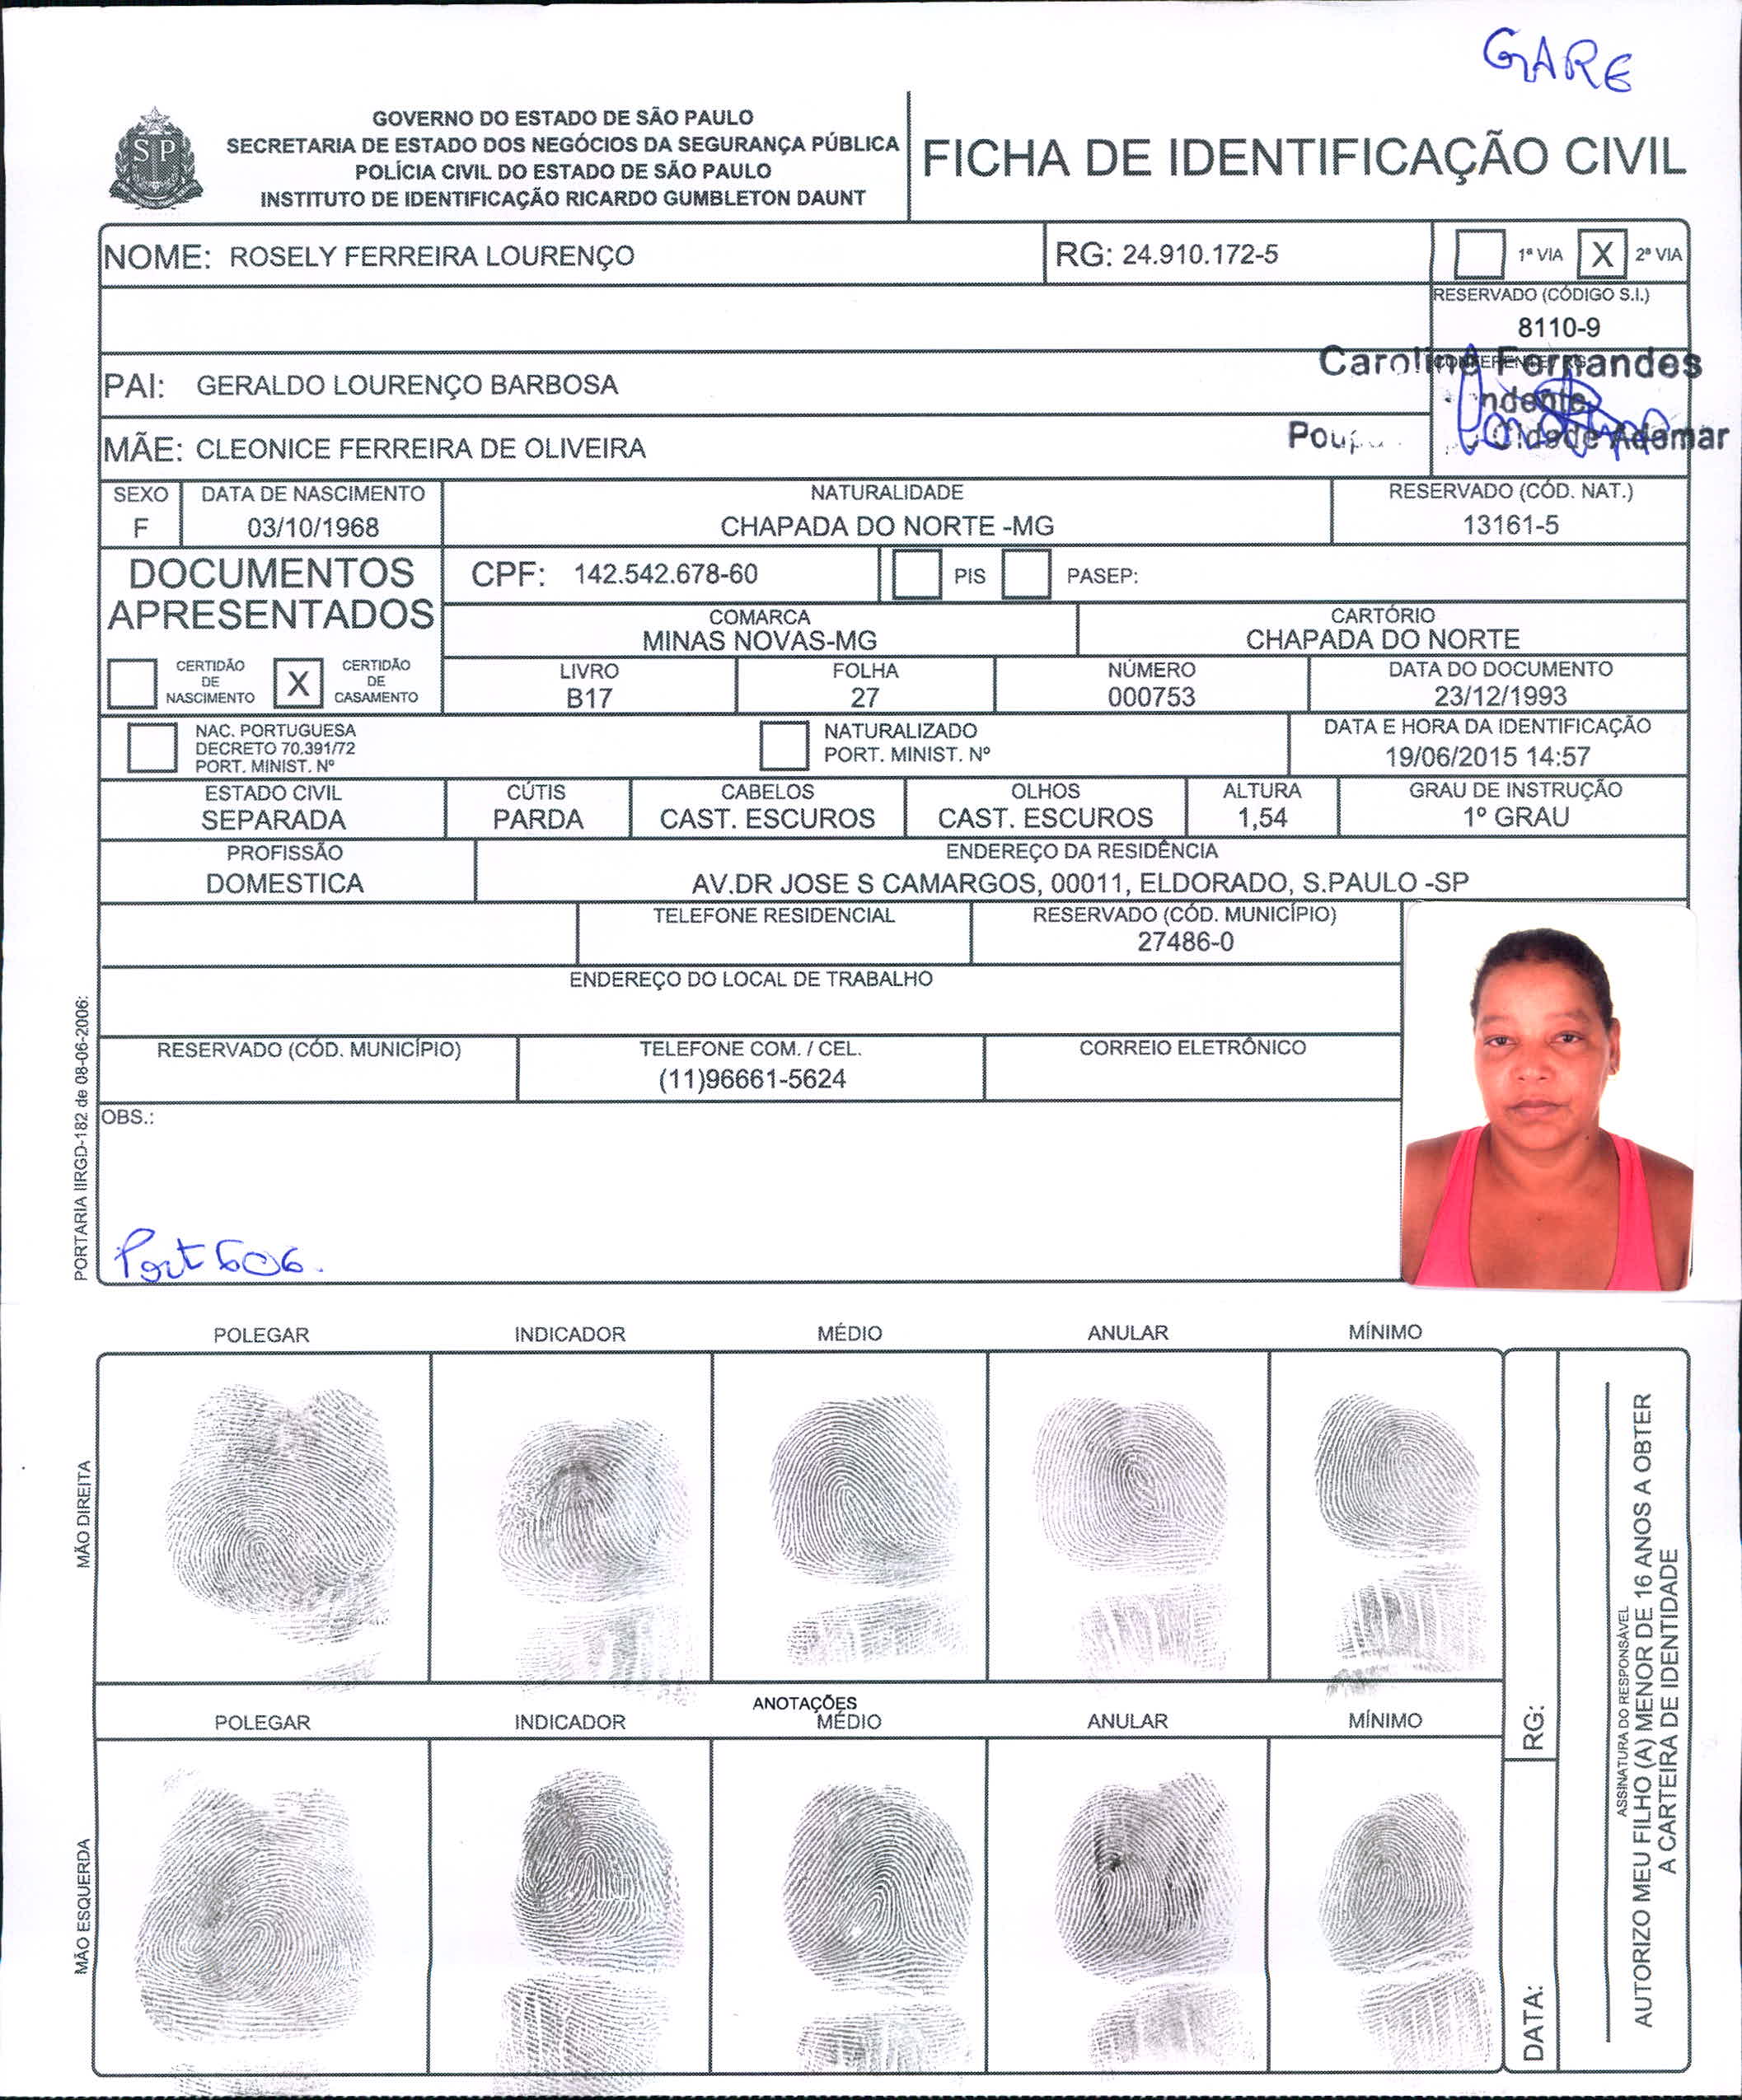 GARE
SP
GOVERNO DO ESTADO DE SÃO PAULO
SECRETARIA DE ESTADO DOS NEGÓCIOS DA SEGURANÇA PÚBLICA
POLÍCIA CIVIL DO ESTADO DE SÃO PAULO
INSTITUTO DE IDENTIFICAÇÃO RICARDO GUMBLETON DAUNT
FICHA DE IDENTIFICAÇÃO CIVIL
NOME: ROSELY FERREIRA LOURENÇO
RG: 24.910.172-5
1ª VIA X 2ª VIA
RESERVADO (CÓDIGO S.I.)
8110-9
PAI: GERALDO LOURENÇO BARBOSA
Caroline Fernandes
MÃE: CLEONICE FERREIRA DE OLIVEIRA
Cidade Ademar
SEXO
F
DATA DE NASCIMENTO
03/10/1968
NATURALIDADE
CHAPADA DO NORTE -MG
RESERVADO (CÓD. NAT.)
13161-5
DOCUMENTOS
APRESENTADOS
CPF: 142.542.678-60
PIS
PASEP:
COMARCA
MINAS NOVAS-MG
CARTÓRIO
CHAPADA DO NORTE
CERTIDÃO
DE
NASCIMENTO
X
CERTIDÃO
DE
CASAMENTO
LIVRO
B17
FOLHA
27
NÚMERO
000753
DATA DO DOCUMENTO
23/12/1993
NAC. PORTUGUESA
DECRETO 70.391/72
PORT. MINIST. Nº
NATURALIZADO
PORT. MINIST. Nº
DATA E HORA DA IDENTIFICAÇÃO
19/06/2015 14:57
ESTADO CIVIL
SEPARADA
CÚTIS
PARDA
CABELOS
CAST. ESCUROS
OLHOS
CAST. ESCUROS
ALTURA
1,54
GRAU DE INSTRUÇÃO
1º GRAU
PROFISSÃO
DOMESTICA
ENDEREÇO DA RESIDÊNCIA
AV.DR JOSE S CAMARGOS, 00011, ELDORADO, S.PAULO -SP
TELEFONE RESIDENCIAL
RESERVADO (CÓD. MUNICÍPIO)
27486-0
ENDEREÇO DO LOCAL DE TRABALHO
RESERVADO (CÓD. MUNICÍPIO)
TELEFONE COM. / CEL.
(11)96661-5624
CORREIO ELETRÔNICO
OBS.:
Port 606.
PORTARIA IIRGD-182 de 08-06-2006:
POLEGAR INDICADOR MÉDIO ANULAR MÍNIMO
MÃO DIREITA
ANOTAÇÕES
POLEGAR INDICADOR MÉDIO ANULAR MÍNIMO
MÃO ESQUERDA
RG:
DATA:
ASSINATURA DO RESPONSÁVEL
AUTORIZO MEU FILHO (A) MENOR DE 16 ANOS A OBTER
A CARTEIRA DE IDENTIDADE